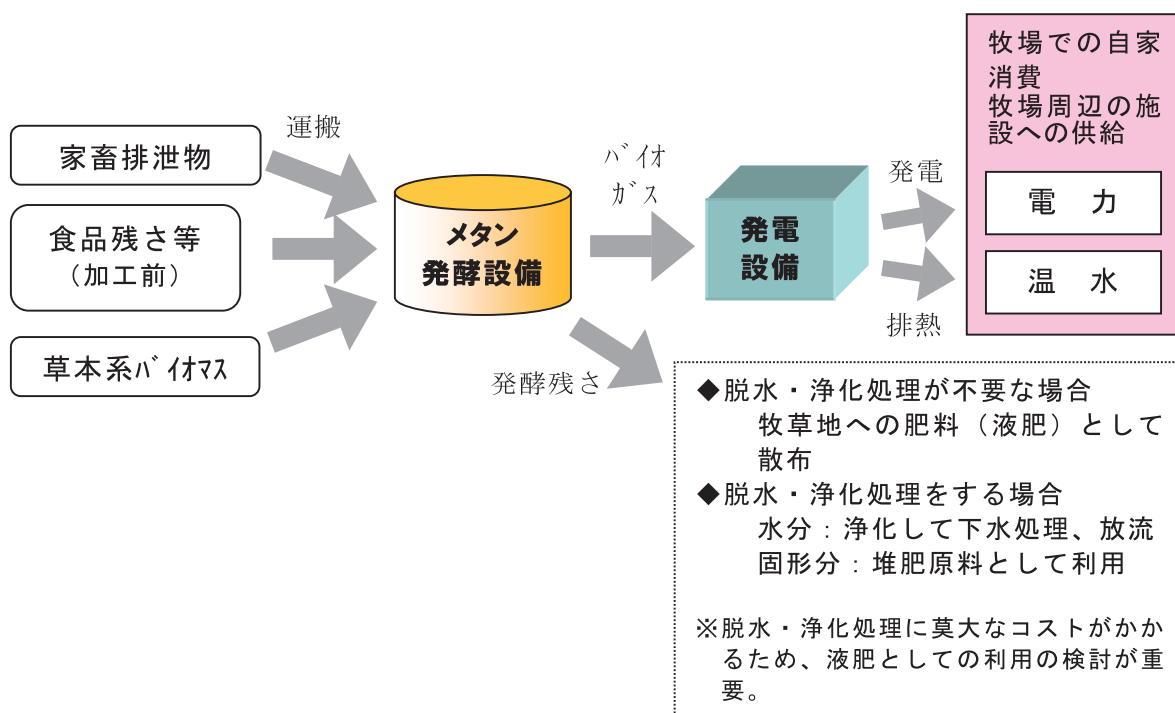 運搬
家畜排泄物
食品残さ等
（加工前）
草本系ﾊﾞｲｵﾏｽ
メタン
発酵設備
ﾊﾞｲｵ
ｶﾞｽ
発電
設備
発電
排熱
牧場での自家
消費
牧場周辺の施
設への供給
電　力
温　水
発酵残さ
◆脱水・浄化処理が不要な場合
牧草地への肥料（液肥）として
散布
◆脱水・浄化処理をする場合
水分：浄化して下水処理、放流
固形分：堆肥原料として利用
※脱水・浄化処理に莫大なコストがかか
るため、液肥としての利用の検討が重
要。